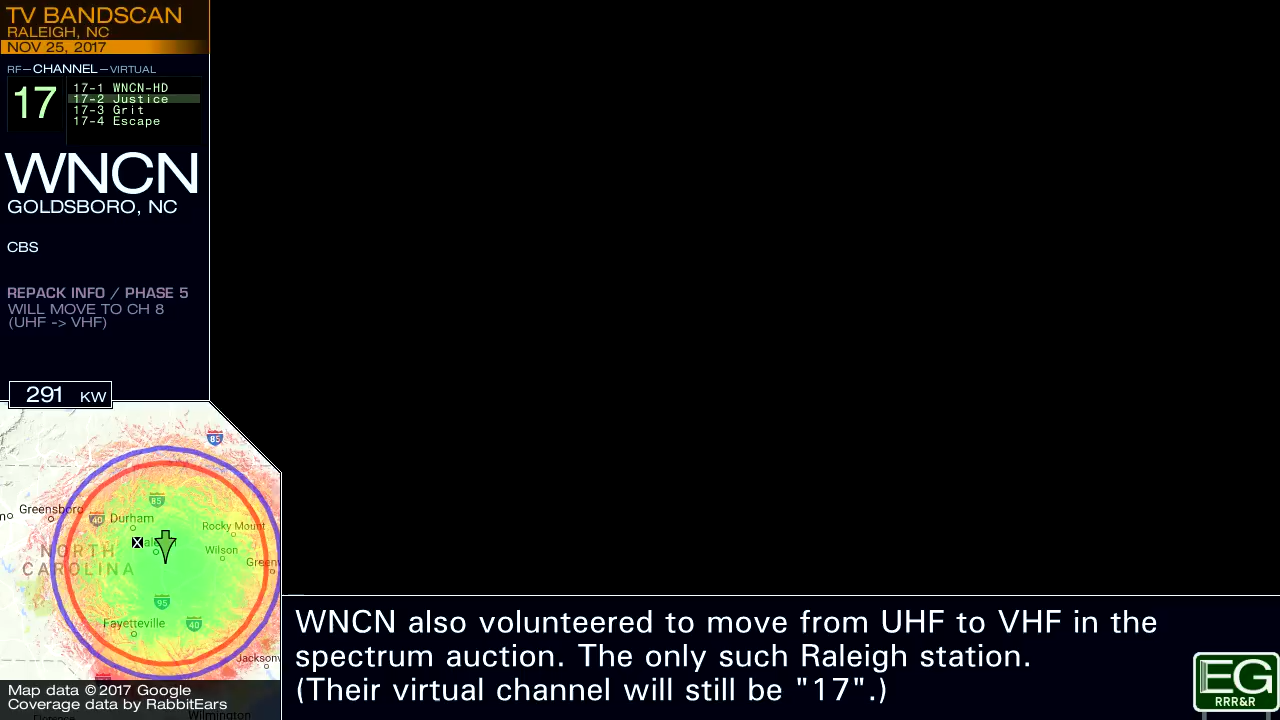 TV BANDSCAN
RALEIGH, NC
NOV 25, 2017
RF—CHANNEL—VIRTUAL
17
17-1 WNCN-HD
17-2 Justice
17-3 Grit
17-4 Escape
WNCN
GOLDSBORO, NC
CBS
REPACK INFO / PHASE 5
WILL MOVE TO CH 8
(UHF -> VHF)
291 KW
85
85
Greensboro
40
Durham
Rocky Mount
NORTH
CAROLINA
Wilson
95
Fayetteville
40
Map data ©2017 Google
Coverage data by RabbitEars
Wilmington
WNCN also volunteered to move from UHF to VHF in the
spectrum auction. The only such Raleigh station.
(Their virtual channel will still be "17".)
EG
RRR&R